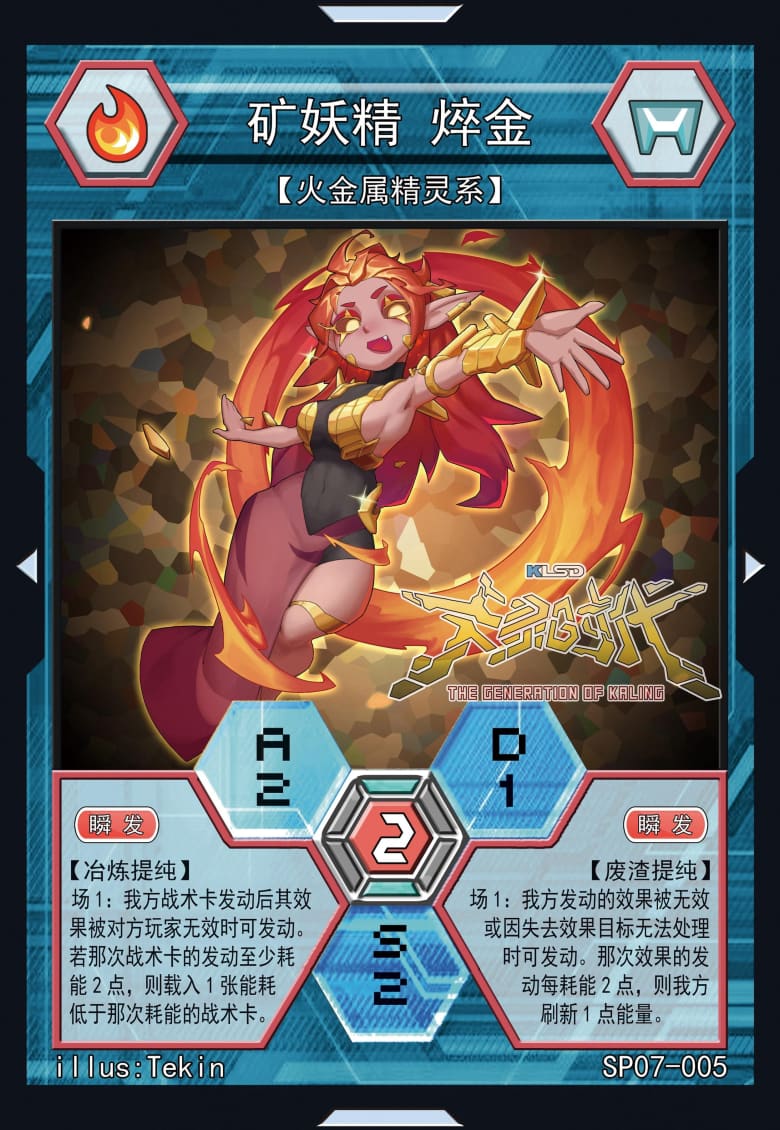 矿妖精 焠金
【火金属精灵系】
KLSD
THE GENERATION OF KALING
A
2
D
1
2
S
2
瞬发
【冶炼提纯】
场1：我方战术卡发动后其效
果被对方玩家无效时可发动。
若那次战术卡的发动至少耗
能2点，则载入1张能耗
低于那次耗能的战术卡。
瞬发
【废渣提纯】
场1：我方发动的效果被无效
或因失去效果目标无法处理
时可发动。那次效果的发
动每耗能2点，则我方
刷新1点能量。
illus:Tekin
SP07-005